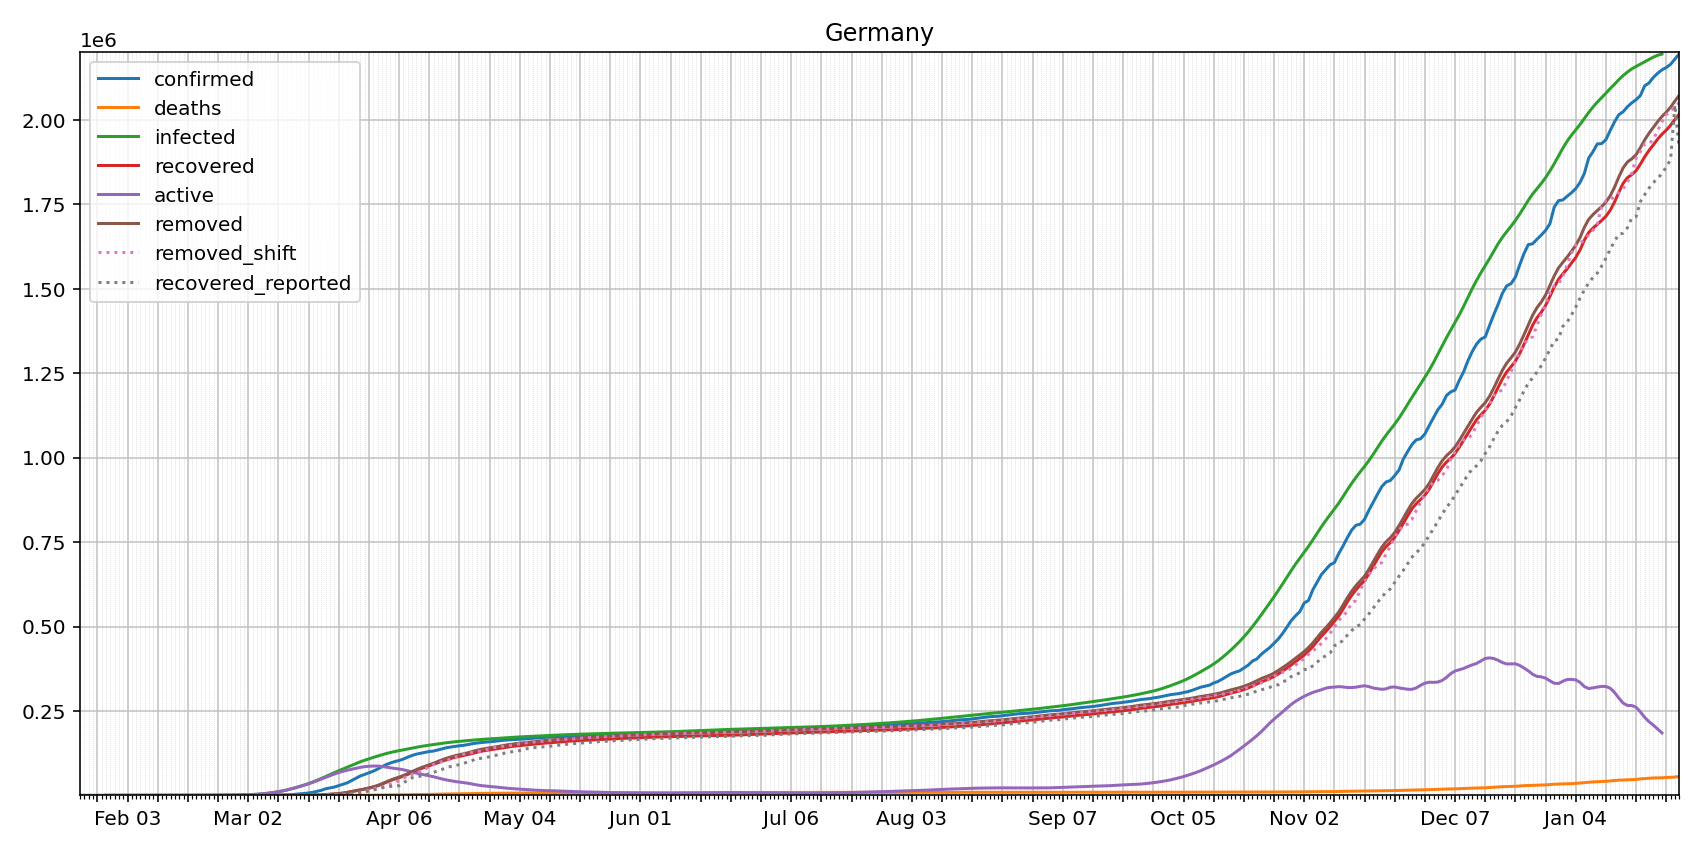 Germany
1e6
confirmed
deaths
infected
recovered
active
removed
removed_shift
recovered_reported
2.00
1.75
1.50
1.25
1.00
0.75
0.50
0.25
Feb 03 Mar 02 Apr 06 May 04 Jun 01 Jul 06 Aug 03 Sep 07 Oct 05 Nov 02 Dec 07 Jan 04